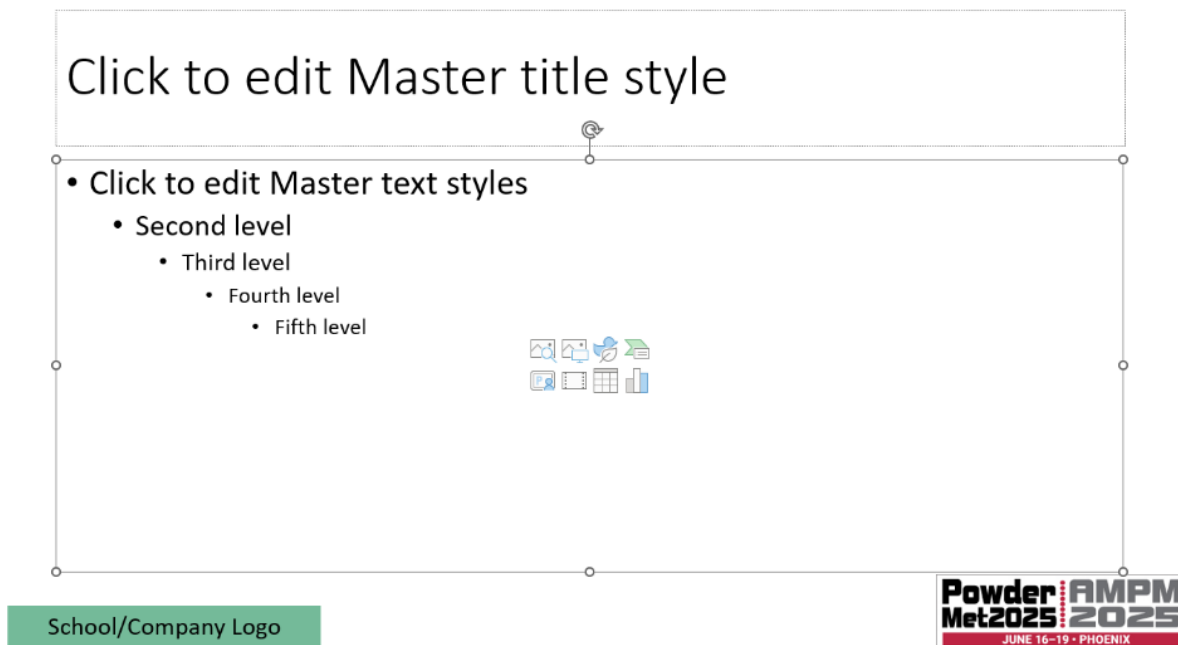 Click to edit Master title style
• Click to edit Master text styles
• Second level
• Third level
• Fourth level
• Fifth level
School/Company Logo
Powder AMPM
Met2025 2025
JUNE 16–19 • PHOENIX